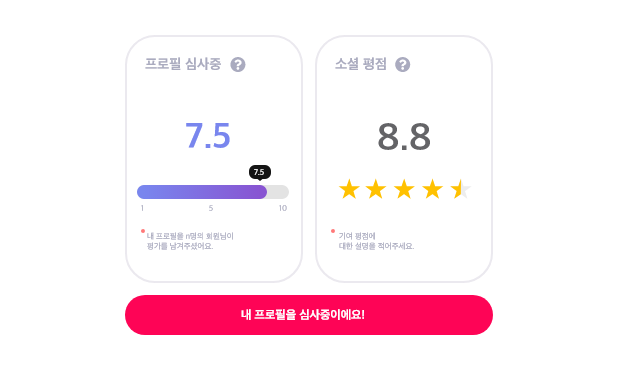 프로필 심사중 ?
7.5
7.5
1 5 10
* 내 프로필을 n명의 회원님이
평가를 남겨주셨어요.
소셜 평점 ?
8.8
* 기여 평점에
대한 설명을 적어주세요.
내 프로필을 심사중이에요!